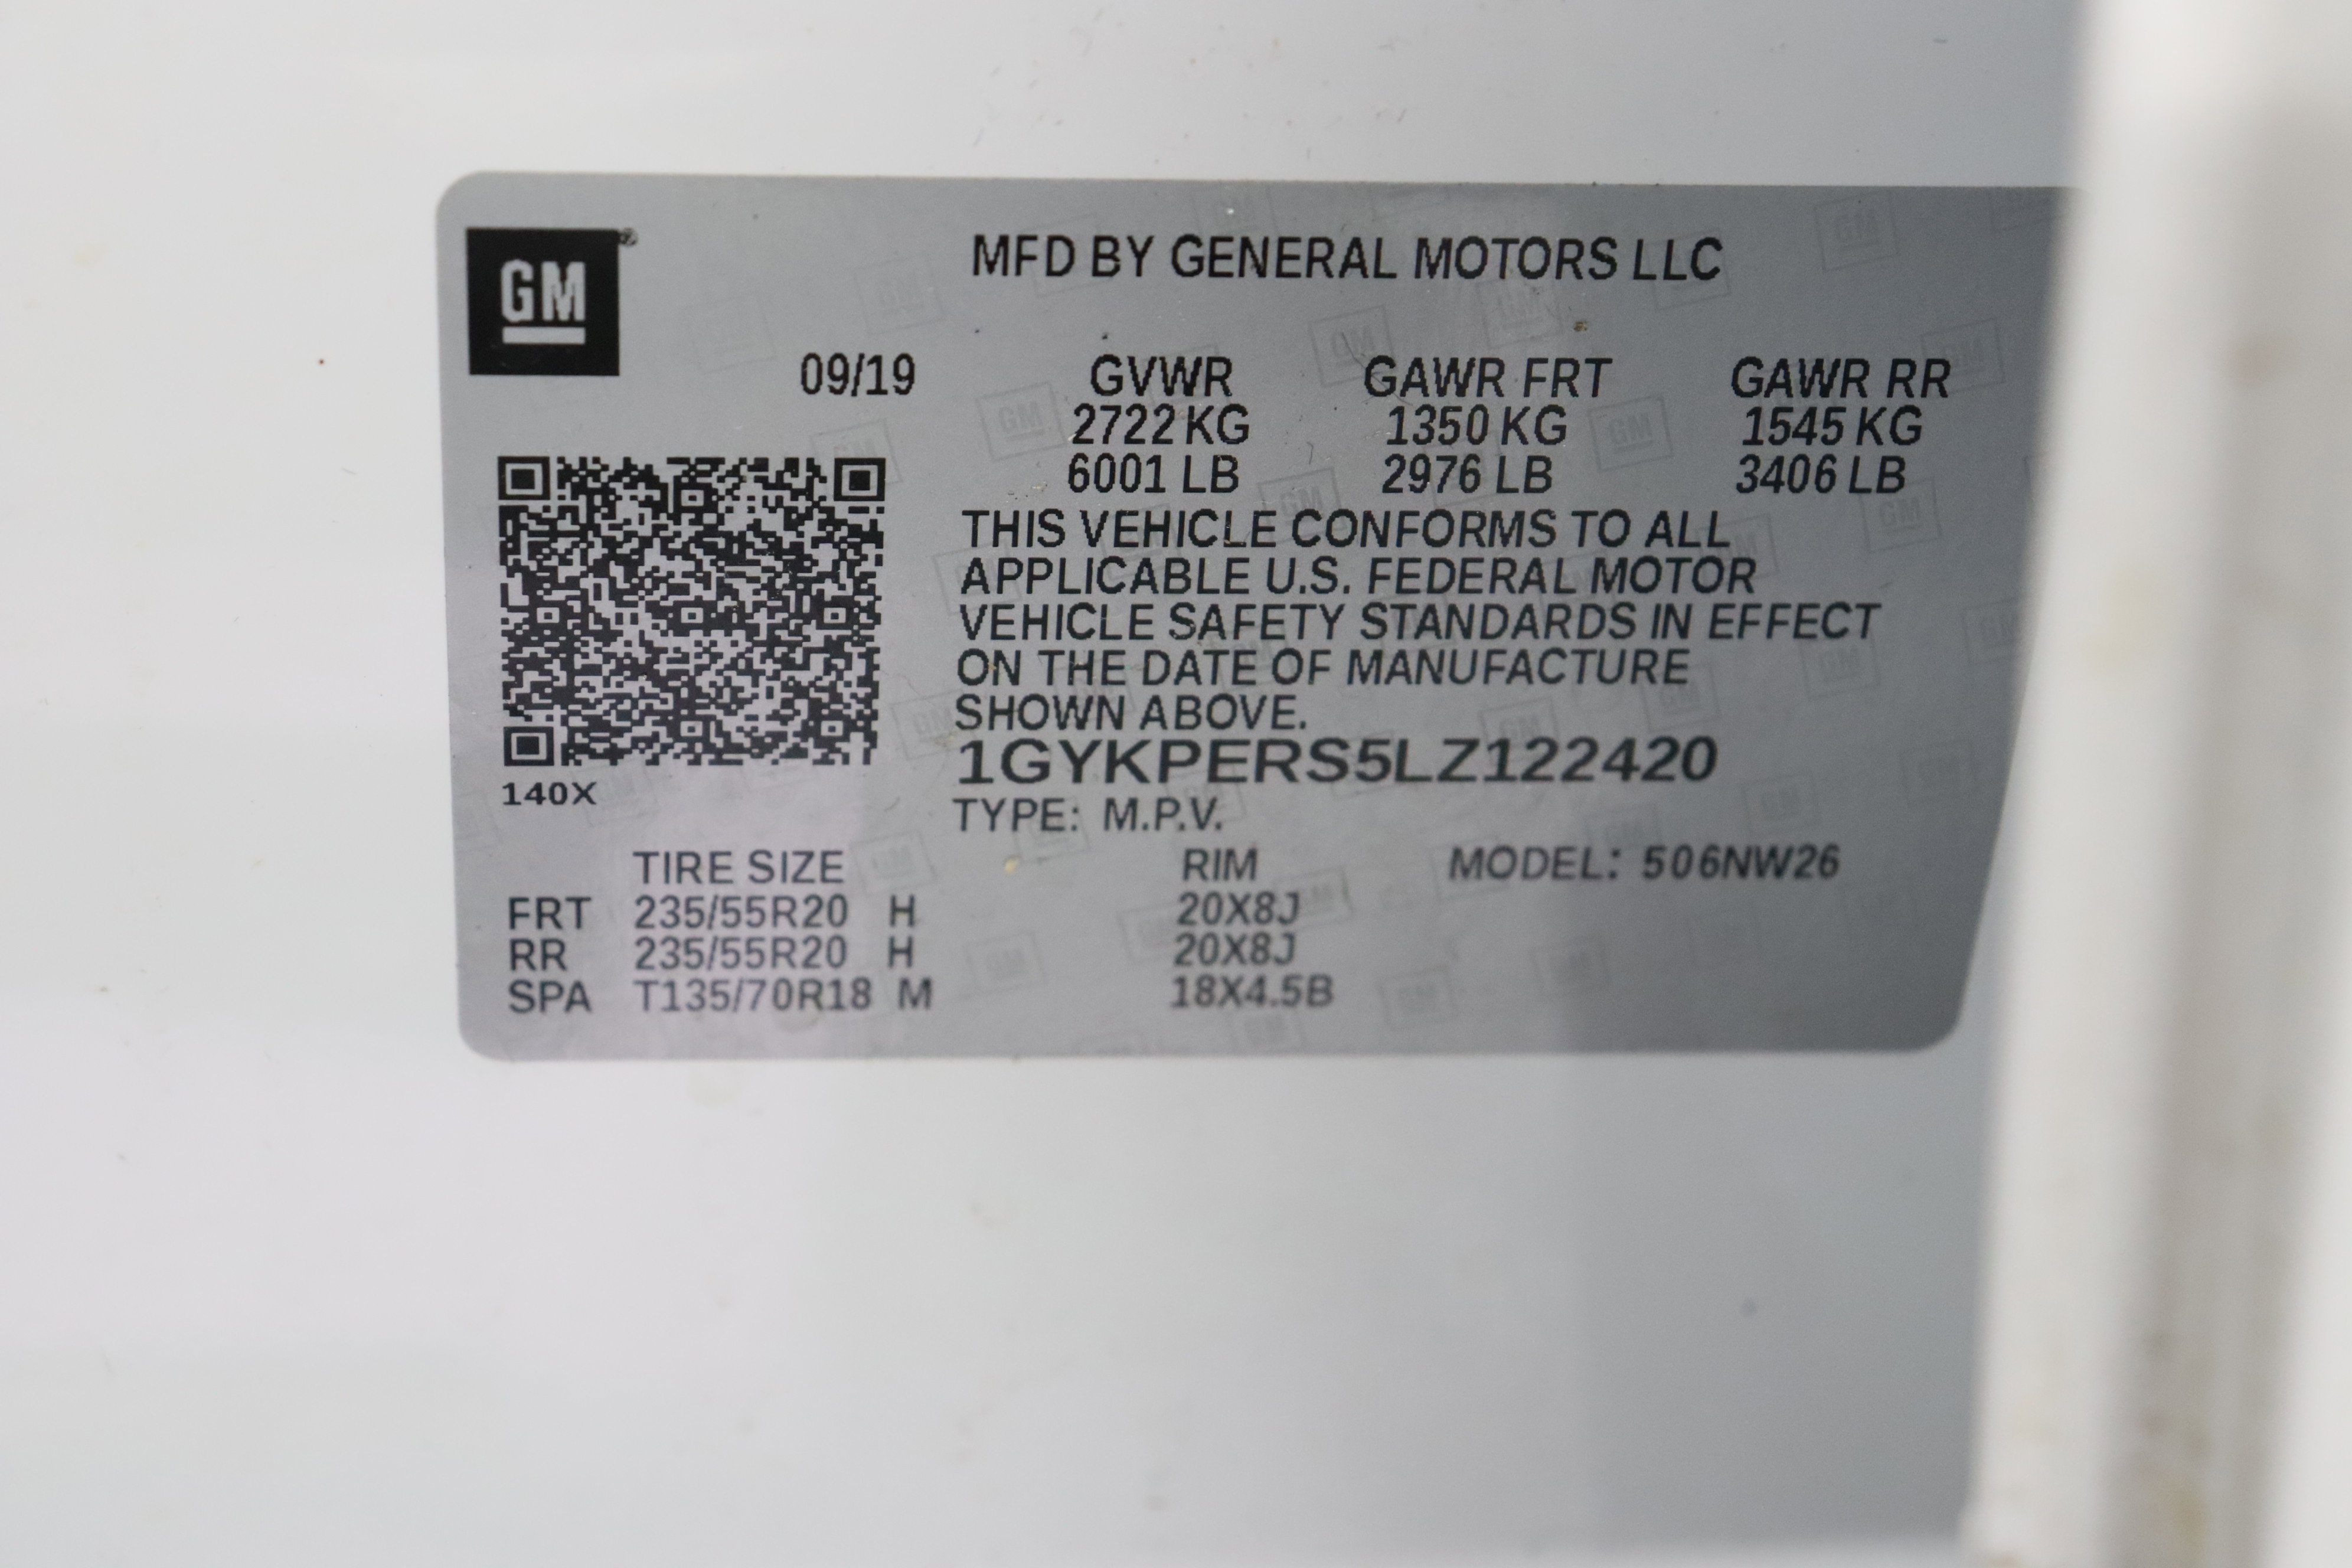 GM
MFD BY GENERAL MOTORS LLC
09/19 GVWR GAWR FRT GAWR RR
2722 KG 1350 KG 1545 KG
6001 LB 2976 LB 3406 LB
THIS VEHICLE CONFORMS TO ALL
APPLICABLE U.S. FEDERAL MOTOR
VEHICLE SAFETY STANDARDS IN EFFECT
ON THE DATE OF MANUFACTURE
SHOWN ABOVE.
1GYKPERS5LZ122420
140X
TYPE: M.P.V.
TIRE SIZE RIM MODEL: 506NW26
FRT 235/55R20 H 20X8J
RR 235/55R20 H 20X8J
SPA T135/70R18 M 18X4.5B